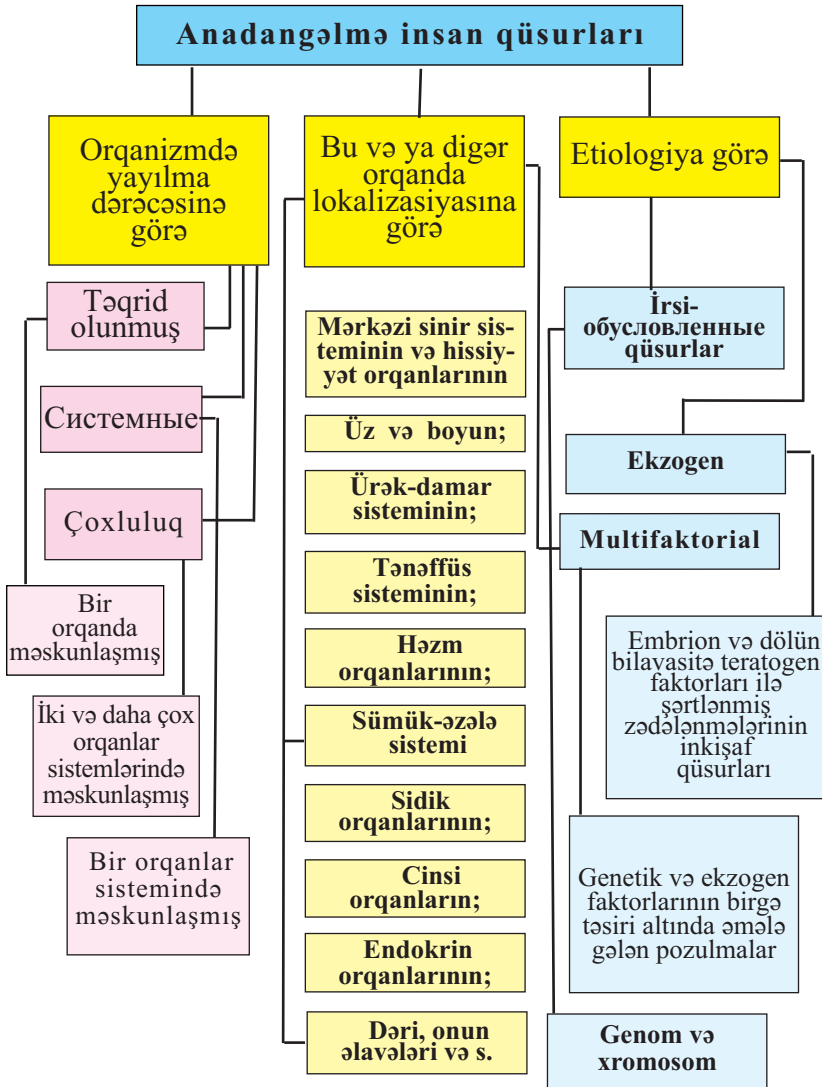 Anadangəlmə insan qüsurları
Orqanizmdə
yayılma
dərəcəsinə
görə
Təqrid
olunmuş
Системные
Çoxluluq
Bir
orqanda
məskunlaşmış
İki və daha çox
orqanlar
sistemlərində
məskunlaşmış
Bir orqanlar
sistemində
məskunlaşmış
Bu və ya digər
orqanda
lokalizasiyasına
görə
Mərkəzi sinir sis-
teminin və hissiy-
yət orqanlarının
Üz və boyun;
Ürək-damar
sisteminin;
Tənəffüs
sisteminin;
Həzm
orqanlarının;
Sümük-əzələ
sistemi
Sidik
orqanlarının;
Cinsi
orqanların;
Endokrin
orqanlarının;
Dəri, onun
əlavələri və s.
Etiologiya görə
İrsi-
обусловленные
qüsurlar
Ekzogen
Multifaktorial
Embrion və dölün
bilavasitə teratogen
faktorları ilə
şərtlənmiş
zədələnmələrinin
inkişaf
qüsurları
Genetik və ekzogen
faktorlarının birgə
təsiri altında əmələ
gələn pozulmalar
Genom və
xromosom